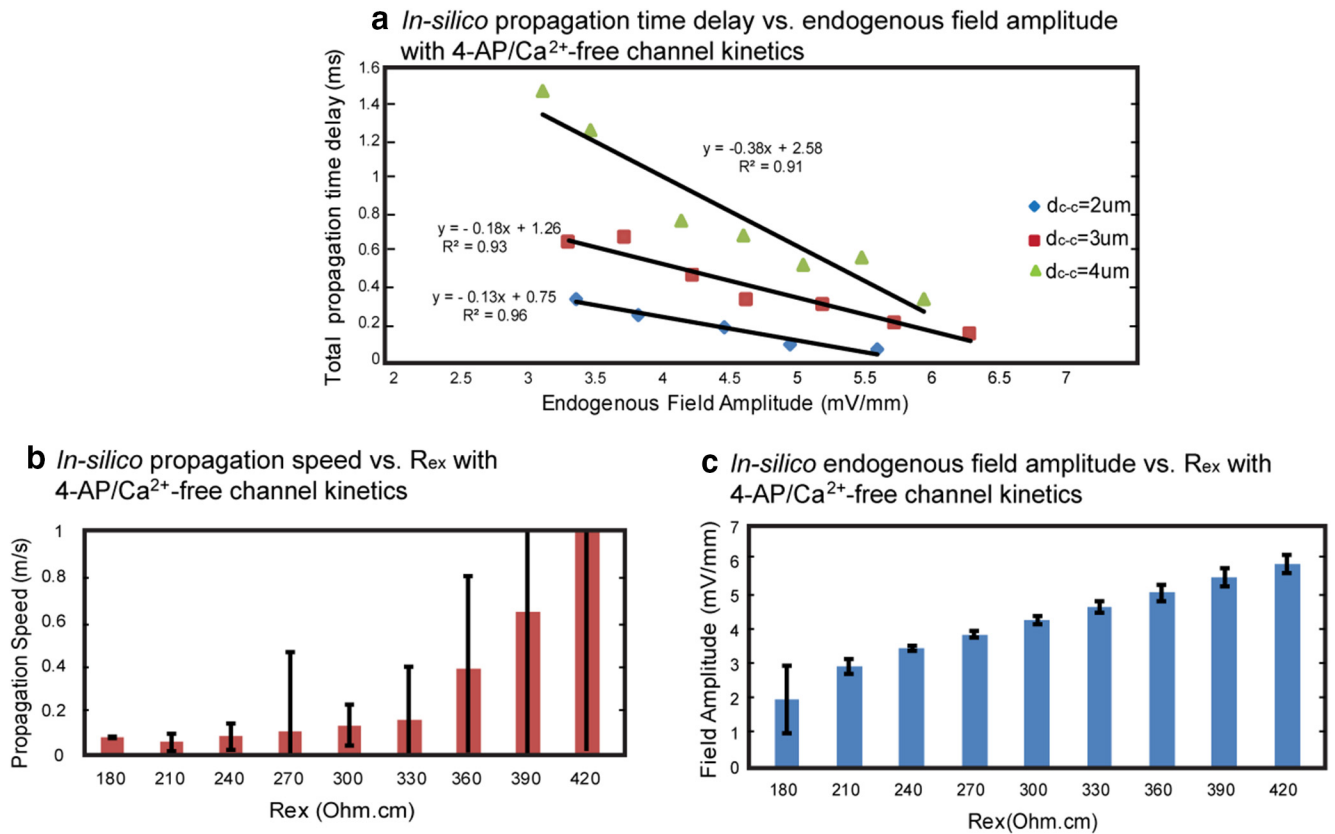 a In-silico propagation time delay vs. endogenous field amplitude
with 4-AP/Ca²⁺-free channel kinetics
Total propagation time delay (ms)
1.6
1.4
1.2
1
0.8
0.6
0.4
0.2
0
y = -0.38x + 2.58
R² = 0.91
y = - 0.18x + 1.26
R² = 0.93
y = - 0.13x + 0.75
R² = 0.96
dc-c=2um
dc-c=3um
dc-c=4um
2 2.5 3 3.5 4 4.5 5 5.5 6 6.5 7
Endogenous Field Amplitude (mV/mm)
b In-silico propagation speed vs. Rex with
4-AP/Ca²⁺-free channel kinetics
Propagation Speed (m/s)
1
0.8
0.6
0.4
0.2
0
180 210 240 270 300 330 360 390 420
Rex (Ohm.cm)
c In-silico endogenous field amplitude vs. Rex with
4-AP/Ca²⁺-free channel kinetics
Field Amplitude (mV/mm)
7
6
5
4
3
2
1
0
180 210 240 270 300 330 360 390 420
Rex(Ohm.cm)